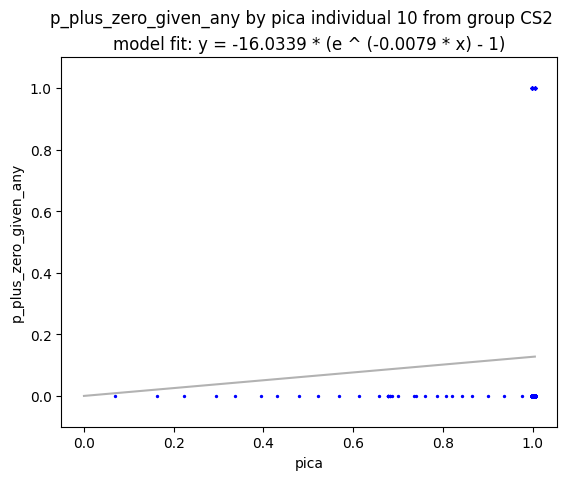 p_plus_zero_given_any by pica individual 10 from group CS2
model fit: y = -16.0339 * (e ^ (-0.0079 * x) - 1)
p_plus_zero_given_any
1.0
0.8
0.6
0.4
0.2
0.0
0.0 0.2 0.4 0.6 0.8 1.0
pica